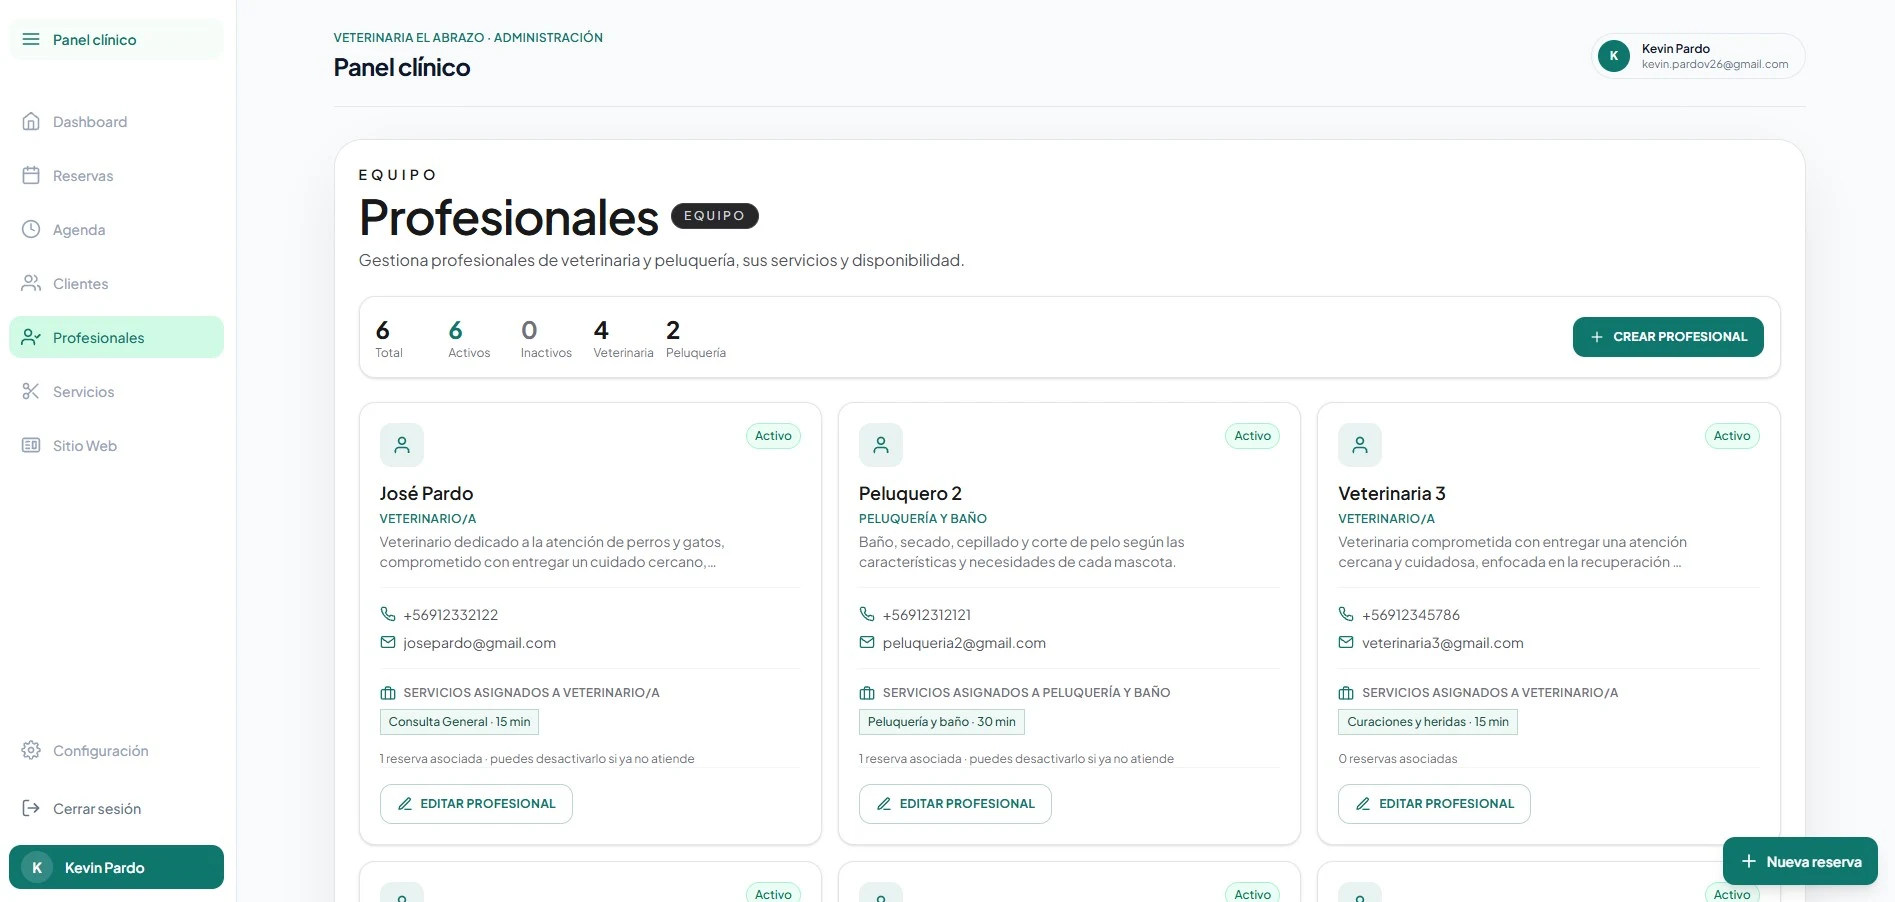 Panel clínico
Dashboard
Reservas
Agenda
Clientes
Profesionales
Servicios
Sitio Web
Configuración
Cerrar sesión
K Kevin Pardo
VETERINARIA EL ABRAZO · ADMINISTRACIÓN
Panel clínico
K
Kevin Pardo
kevin.pardov26@gmail.com
EQUIPO
Profesionales EQUIPO
Gestiona profesionales de veterinaria y peluquería, sus servicios y disponibilidad.
6 6 0 4 2
Total Activos Inactivos Veterinaria Peluquería
CREAR PROFESIONAL
Activo
José Pardo
VETERINARIO/A
Veterinario dedicado a la atención de perros y gatos,
comprometido con entregar un cuidado cercano,...
+56912332122
josepardo@gmail.com
SERVICIOS ASIGNADOS A VETERINARIO/A
Consulta General · 15 min
1 reserva asociada · puedes desactivarlo si ya no atiende
EDITAR PROFESIONAL
Activo
Peluquero 2
PELUQUERÍA Y BAÑO
Baño, secado, cepillado y corte de pelo según las
características y necesidades de cada mascota.
+56912312121
peluqueria2@gmail.com
SERVICIOS ASIGNADOS A PELUQUERÍA Y BAÑO
Peluquería y baño · 30 min
1 reserva asociada · puedes desactivarlo si ya no atiende
EDITAR PROFESIONAL
Activo
Veterinaria 3
VETERINARIO/A
Veterinaria comprometida con entregar una atención
cercana y cuidadosa, enfocada en la recuperación ...
+56912345786
veterinaria3@gmail.com
SERVICIOS ASIGNADOS A VETERINARIO/A
Curaciones y heridas · 15 min
0 reservas asociadas
EDITAR PROFESIONAL
Activo
Activo
Activo
Nueva reserva